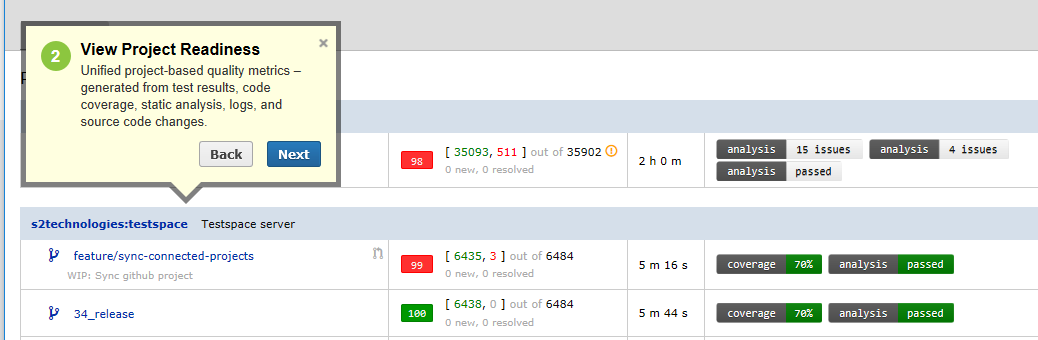 2
View Project Readiness
×
Unified project-based quality metrics –
generated from test results, code
coverage, static analysis, logs, and
source code changes.
Back Next
98 [ 35093, 511 ] out of 35902 2 h 0 m analysis 15 issues analysis 4 issues
0 new, 0 resolved analysis passed
s2technologies:testspace Testspace server
feature/sync-connected-projects 99 [ 6435, 3 ] out of 6484 5 m 16 s coverage 70% analysis passed
WIP: Sync github project 0 new, 0 resolved
34_release 100 [ 6438, 0 ] out of 6484 5 m 44 s coverage 70% analysis passed
0 new, 0 resolved